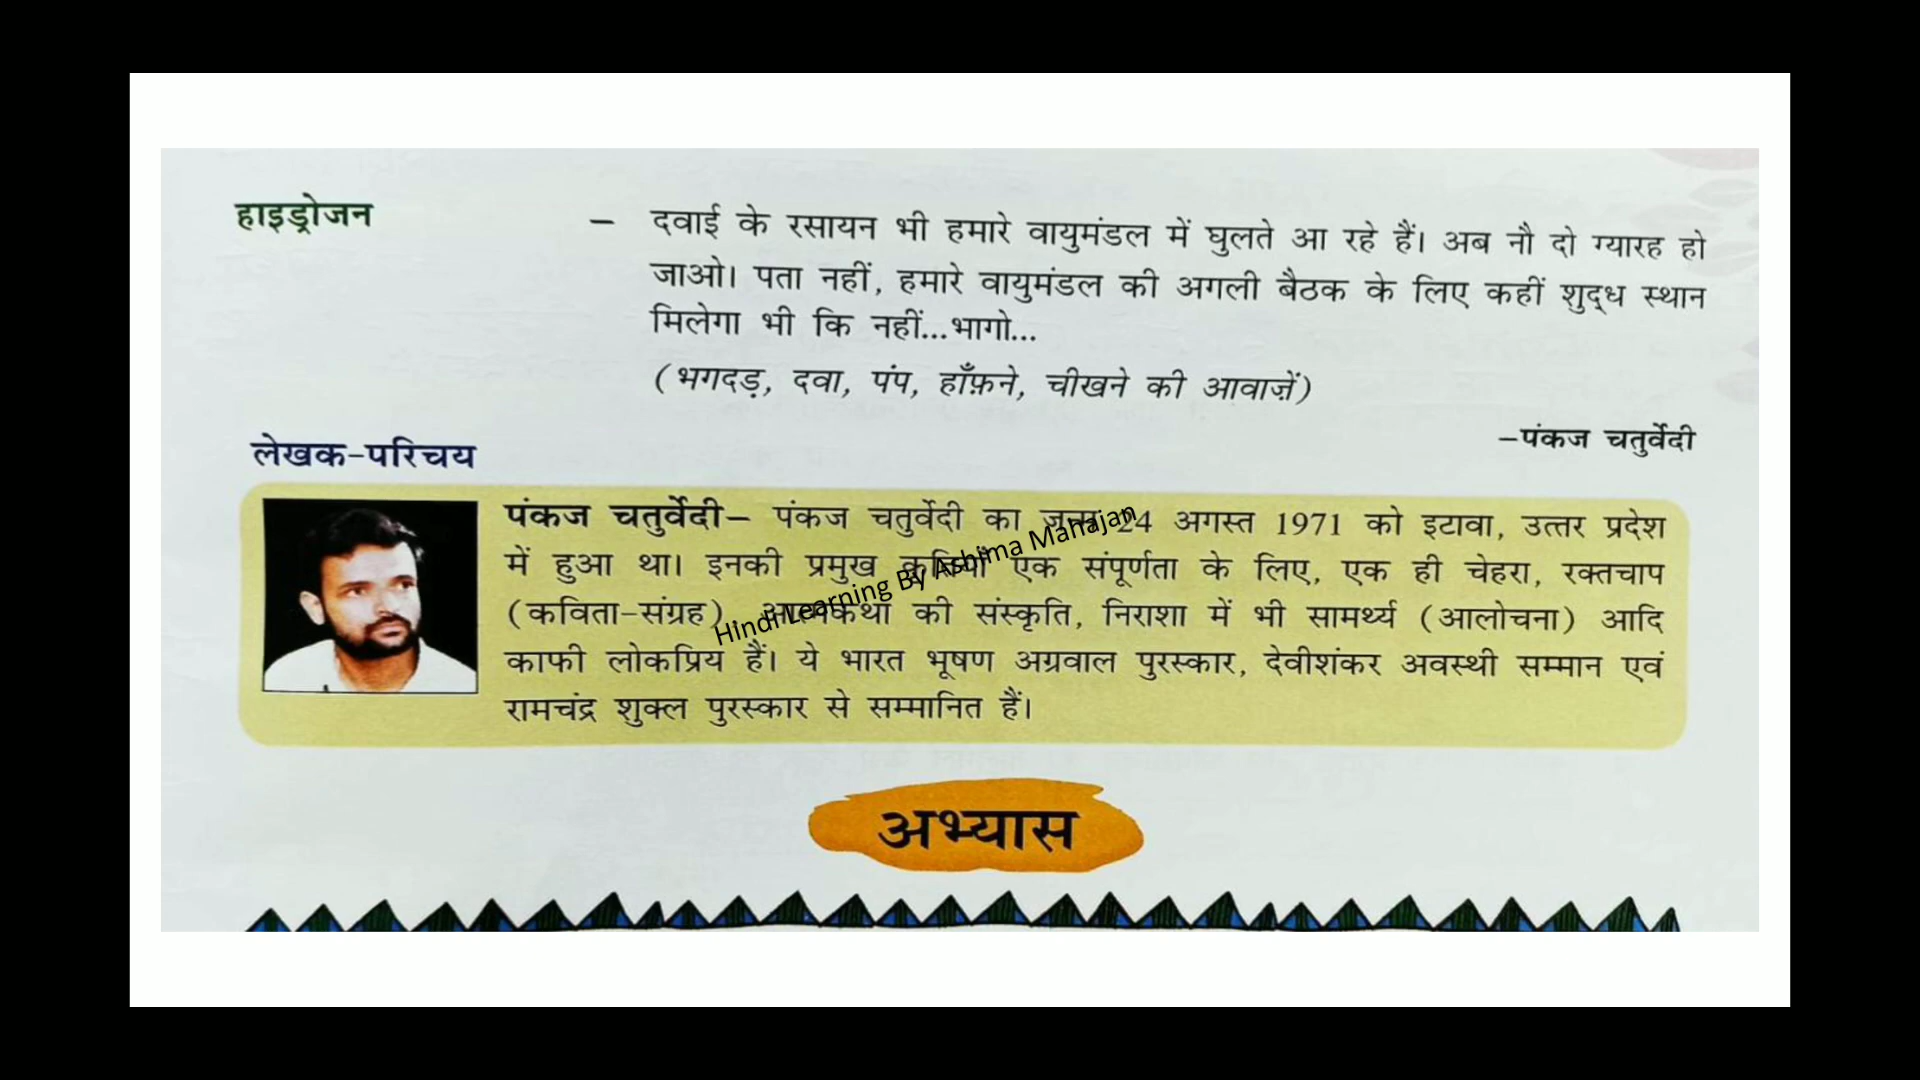 हाइड्रोजन – दवाई के रसायन भी हमारे वायुमंडल में घुलते आ रहे हैं। अब नौ दो ग्यारह हो
जाओ। पता नहीं, हमारे वायुमंडल की अगली बैठक के लिए कहीं शुद्ध स्थान
मिलेगा भी कि नहीं...भागो...
(भगदड़, दवा, पंप, हाँफ़ने, चीखने की आवाज़ें)
–पंकज चतुर्वेदी
लेखक-परिचय
पंकज चतुर्वेदी– पंकज चतुर्वेदी का जन्म 24 अगस्त 1971 को इटावा, उत्तर प्रदेश
में हुआ था। इनकी प्रमुख कृतियाँ एक संपूर्णता के लिए, एक ही चेहरा, रक्तचाप
(कविता-संग्रह), आत्मकथा की संस्कृति, निराशा में भी सामर्थ्य (आलोचना) आदि
काफी लोकप्रिय हैं। ये भारत भूषण अग्रवाल पुरस्कार, देवीशंकर अवस्थी सम्मान एवं
रामचंद्र शुक्ल पुरस्कार से सम्मानित हैं।
Hindi Learning By Ashima Mahajan
अभ्यास